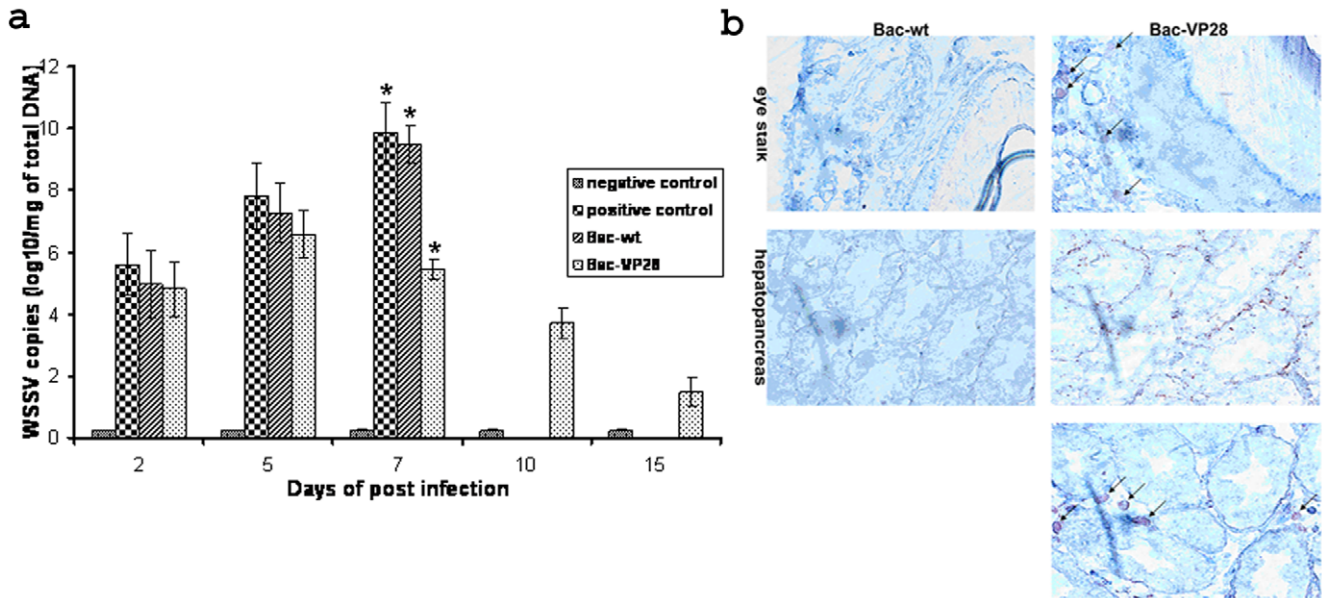 a
WSSV copies (log10/mg of total DNA)
12
10
8
6
4
2
0
*
*
*
2
5
7
10
15
Days of post infection
negative control
positive control
Bac-wt
Bac-VP28
b
Bac-wt
Bac-VP28
eye stalk
hepatopancreas